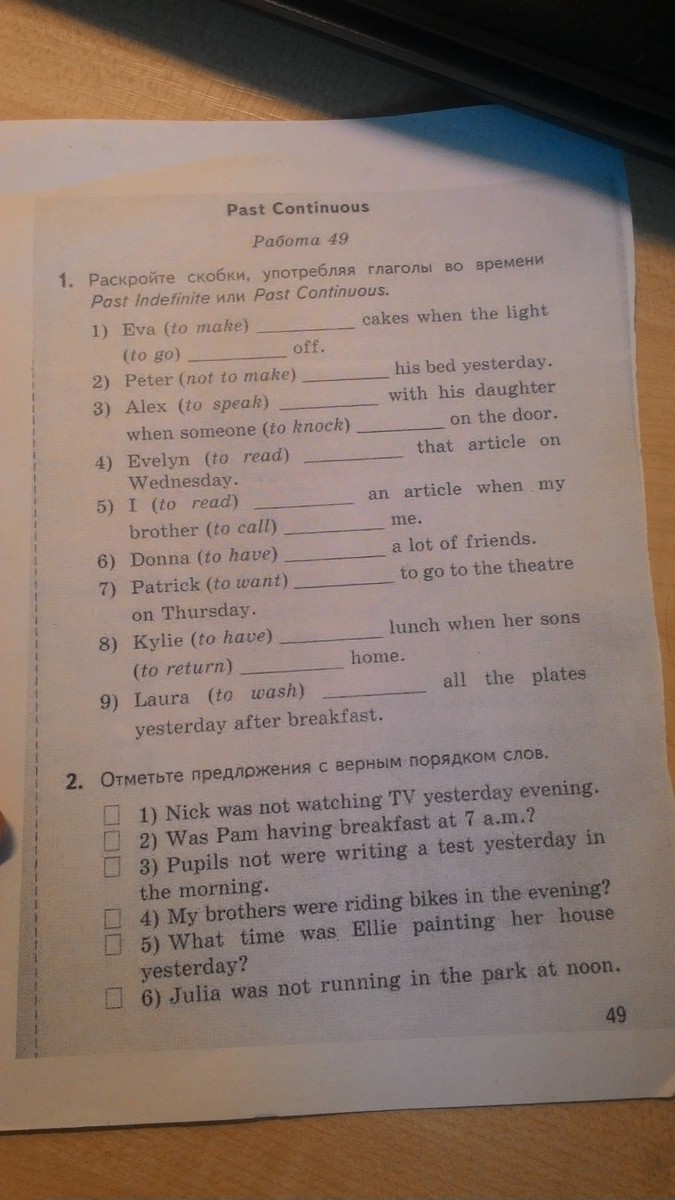 Past Continuous
Работа 49
1. Раскройте скобки, употребляя глаголы во времени
Past Indefinite или Past Continuous.
1) Eva (to make) __________ cakes when the light
(to go) __________ off.
2) Peter (not to make) _________ his bed yesterday.
3) Alex (to speak) __________ with his daughter
when someone (to knock) _________ on the door.
4) Evelyn (to read) __________ that article on
Wednesday.
5) I (to read) __________ an article when my
brother (to call) __________ me.
6) Donna (to have) __________ a lot of friends.
7) Patrick (to want) __________ to go to the theatre
on Thursday.
8) Kylie (to have) __________ lunch when her sons
(to return) __________ home.
9) Laura (to wash) __________ all the plates
yesterday after breakfast.
2. Отметьте предложения с верным порядком слов.
☐ 1) Nick was not watching TV yesterday evening.
☐ 2) Was Pam having breakfast at 7 a.m.?
☐ 3) Pupils not were writing a test yesterday in
the morning.
☐ 4) My brothers were riding bikes in the evening?
☐ 5) What time was Ellie painting her house
yesterday?
☐ 6) Julia was not running in the park at noon.
49